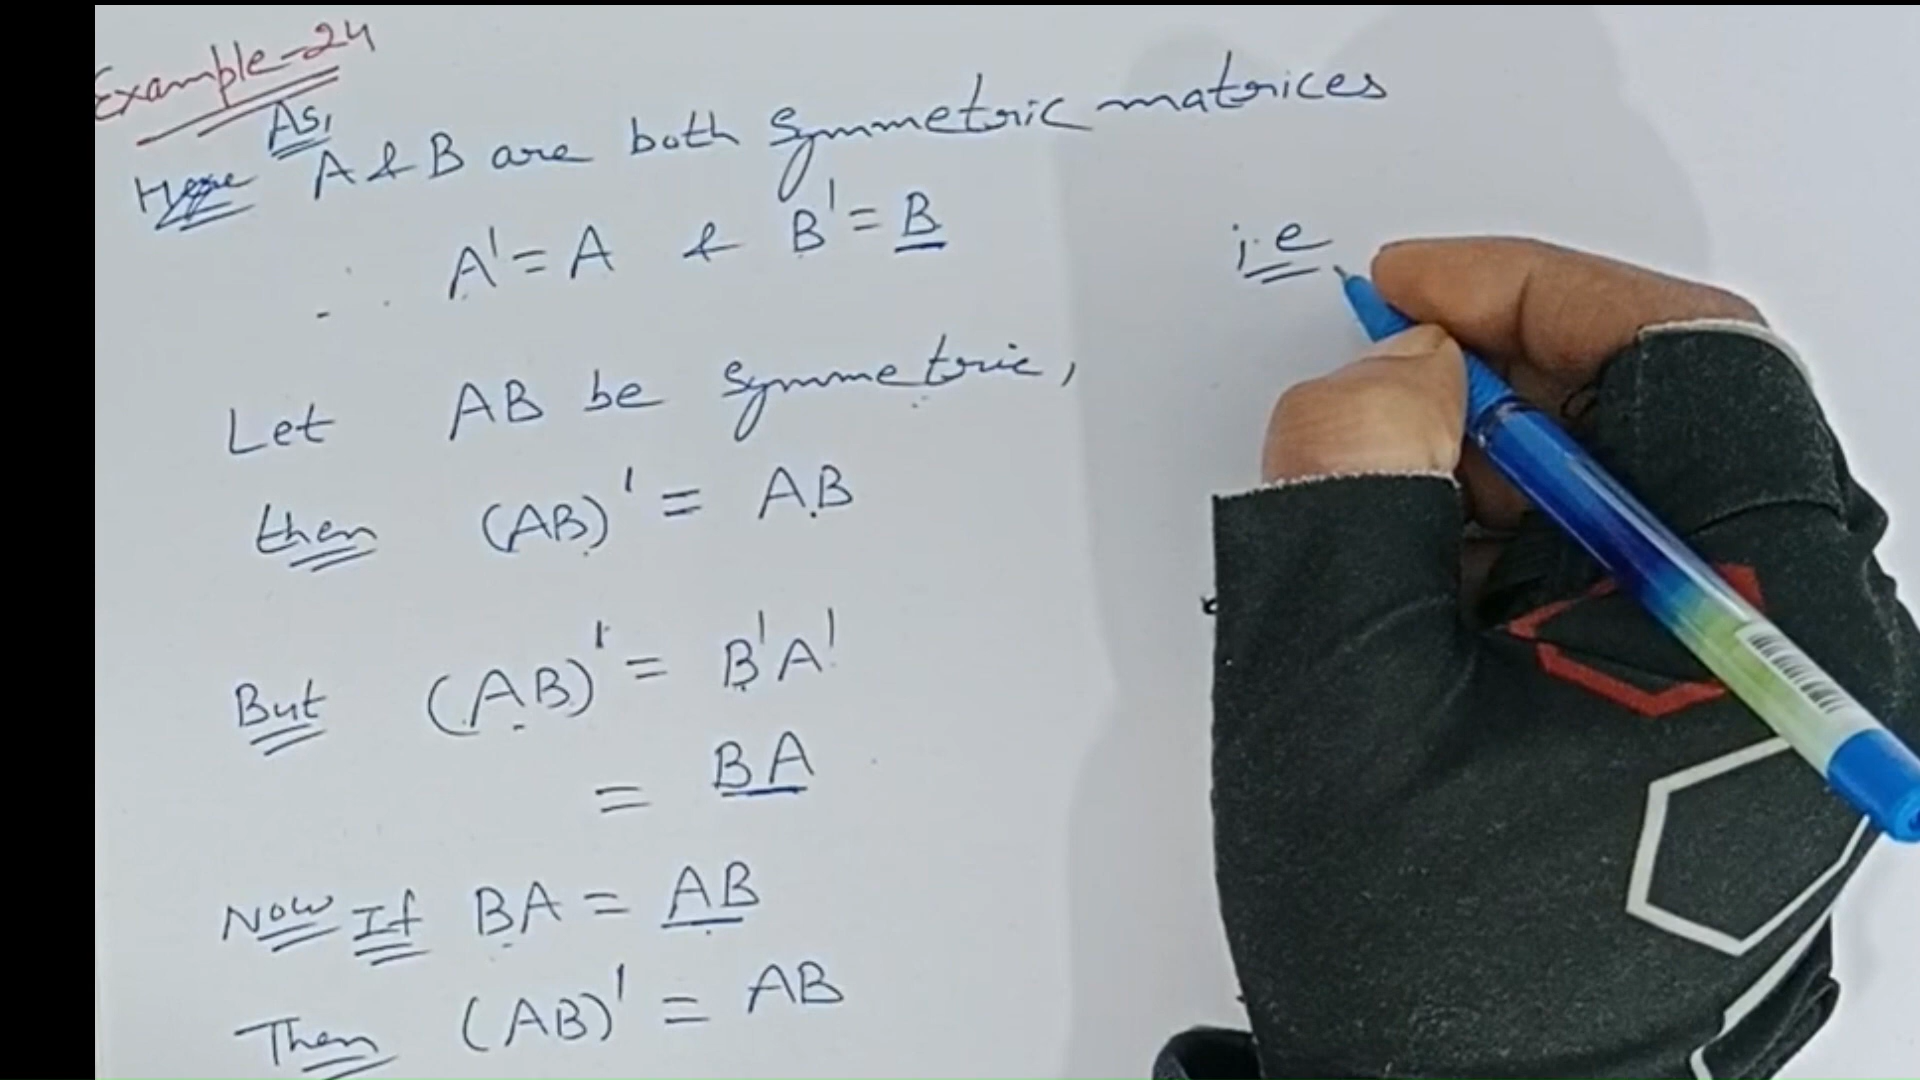 Example-24
As,
Here A & B are both symmetric matrices
∴ A' = A & B' = B
i.e
Let AB be symmetric,
then (AB)' = AB
But (AB)' = B'A'
= BA
Now If BA = AB
Then (AB)' = AB